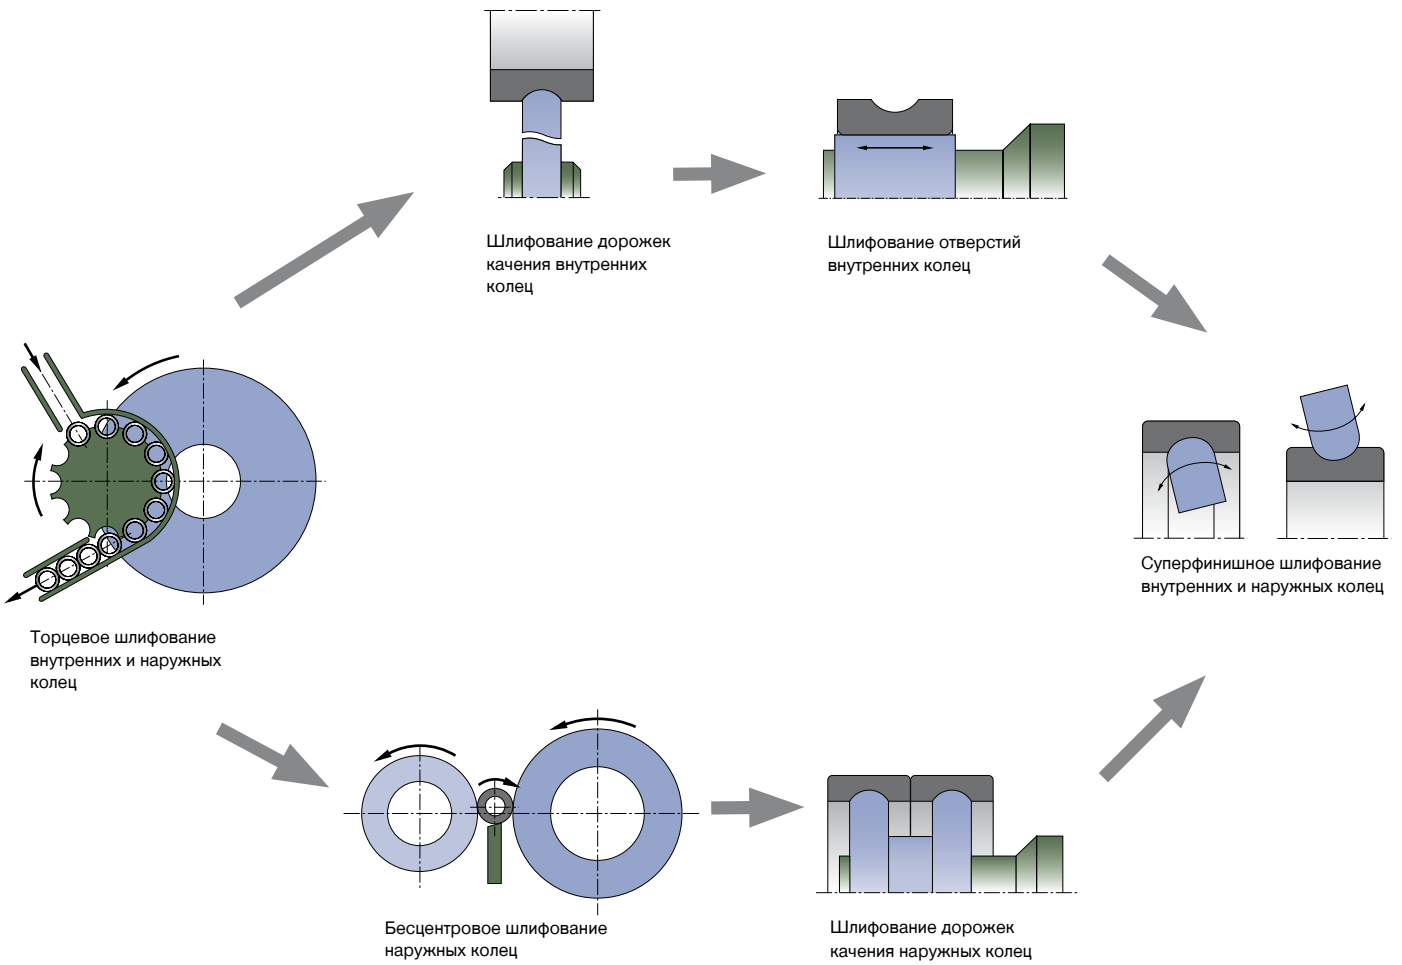 Шлифование дорожек
качения внутренних
колец
Шлифование отверстий
внутренних колец
Суперфинишное шлифование
внутренних и наружных колец
Торцевое шлифование
внутренних и наружных
колец
Бесцентровое шлифование
наружных колец
Шлифование дорожек
качения наружных колец